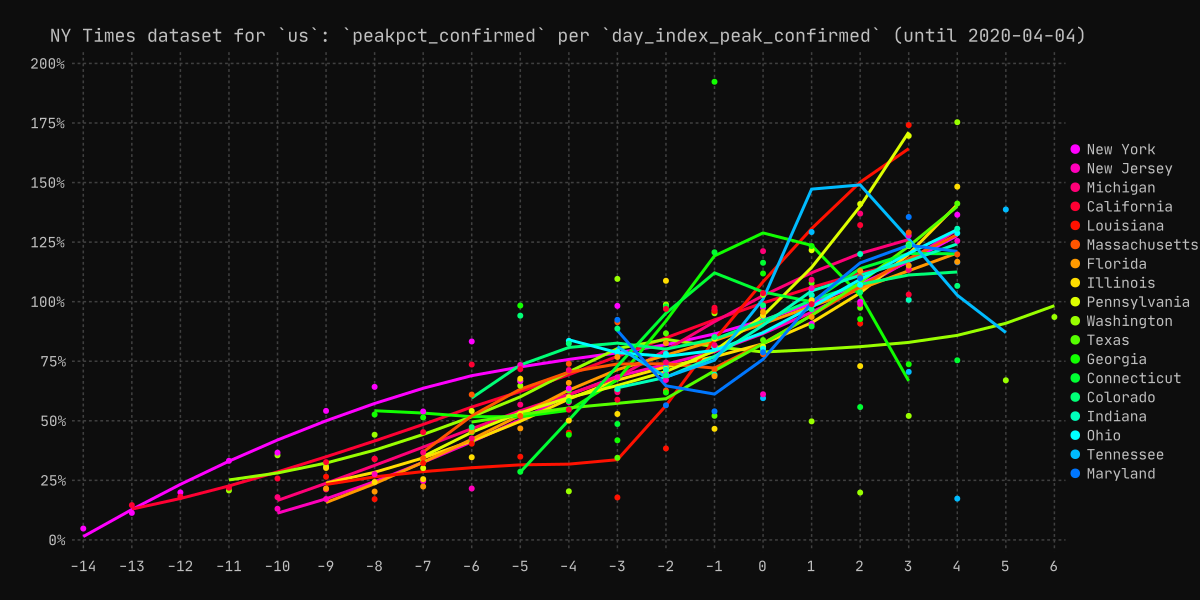 NY Times dataset for `us`: `peakpct_confirmed` per `day_index_peak_confirmed` (until 2020-04-04)
200%
175%
150%
125%
100%
75%
50%
25%
0%
-14 -13 -12 -11 -10 -9 -8 -7 -6 -5 -4 -3 -2 -1 0 1 2 3 4 5 6
New York
New Jersey
Michigan
California
Louisiana
Massachusetts
Florida
Illinois
Pennsylvania
Washington
Texas
Georgia
Connecticut
Colorado
Indiana
Ohio
Tennessee
Maryland